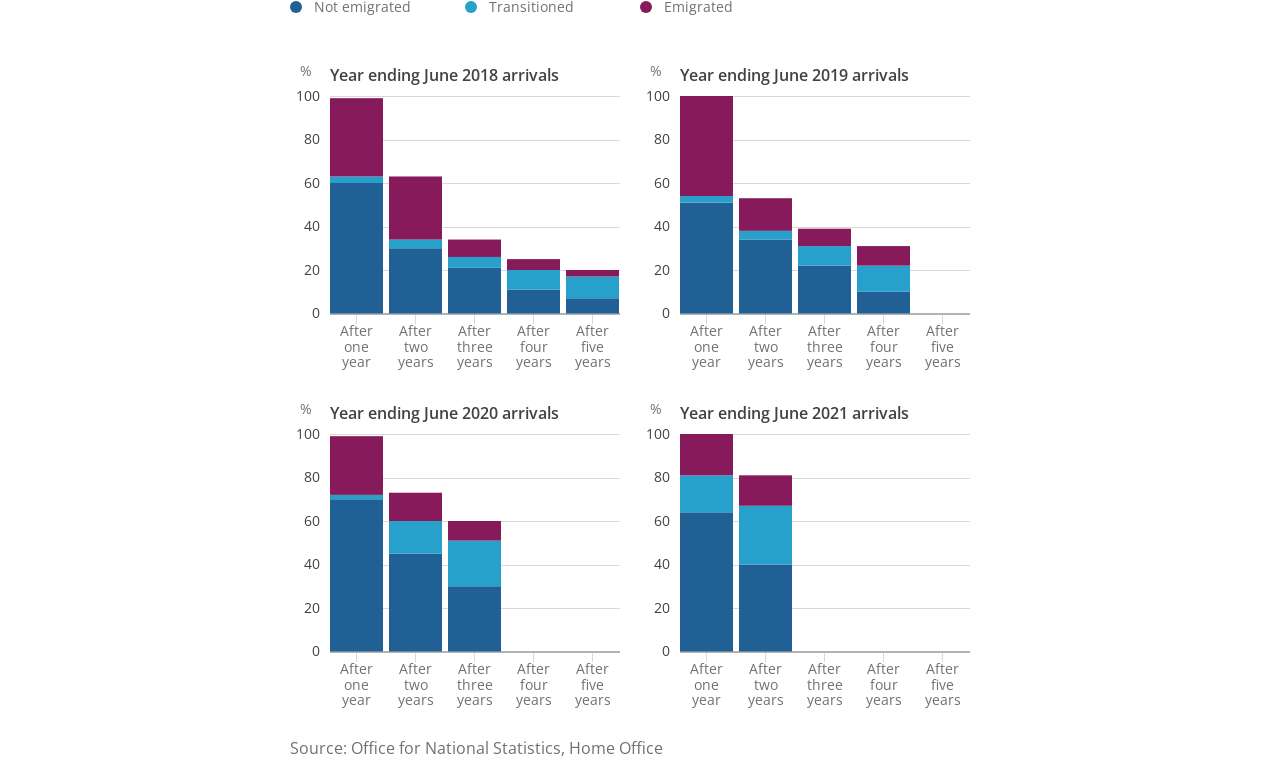 Not emigrated Transitioned Emigrated
% Year ending June 2018 arrivals
100
80
60
40
20
0
After one year
After two years
After three years
After four years
After five years
% Year ending June 2019 arrivals
100
80
60
40
20
0
After one year
After two years
After three years
After four years
After five years
% Year ending June 2020 arrivals
100
80
60
40
20
0
After one year
After two years
After three years
After four years
After five years
% Year ending June 2021 arrivals
100
80
60
40
20
0
After one year
After two years
After three years
After four years
After five years
Source: Office for National Statistics, Home Office